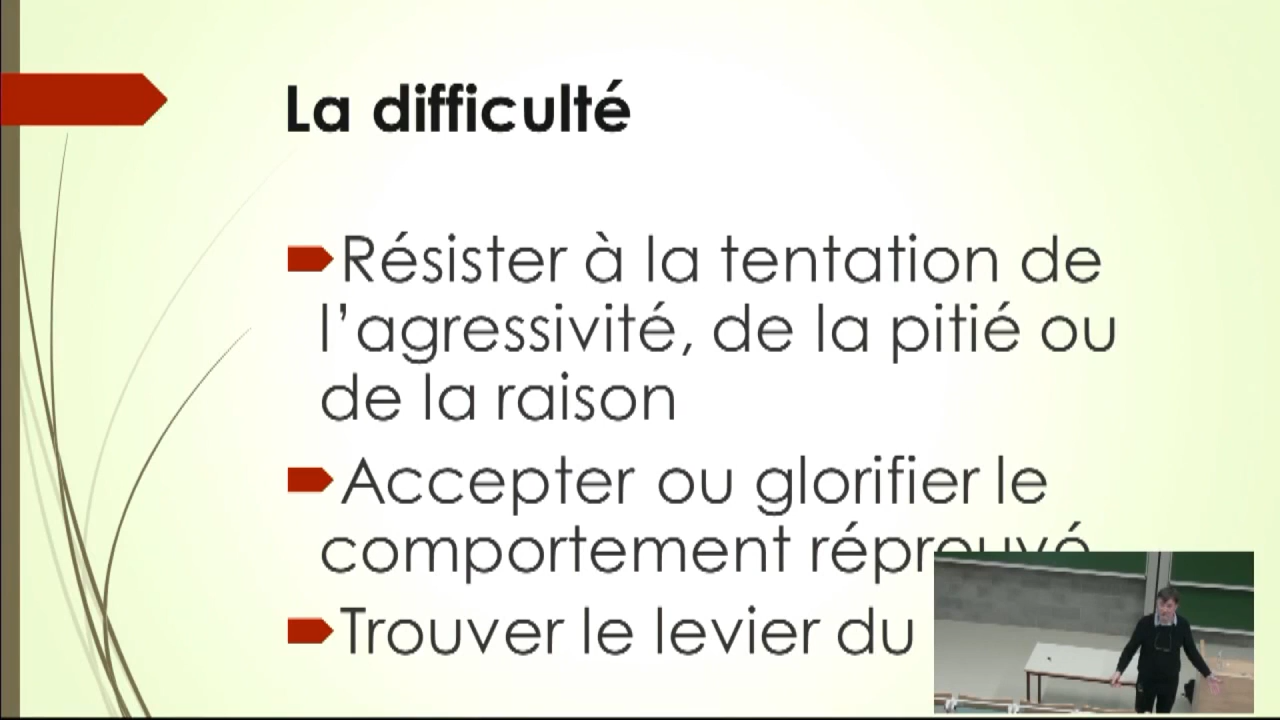 La difficulté
Résister à la tentation de
l'agressivité, de la pitié ou
de la raison
Accepter ou glorifier le
comportement réprouvé
Trouver le levier du